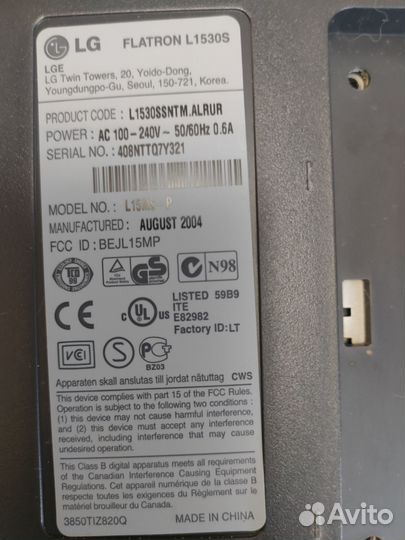 LG FLATRON L1530S
LGE
LG Twin Towers, 20, Yoido-Dong,
Youngdungpo-Gu, Seoul, 150-721, Korea.
PRODUCT CODE : L1530SSNTM.ALRUR
POWER : AC 100-240V~ 50/60Hz 0.6A
SERIAL NO. : 408NTTQ7Y321
MODEL NO. :
MANUFACTURED : AUGUST 2004
FCC ID : BEJL15MP
TCO 99
GS
N98
CE
c UL US
LISTED 59B9
ITE
E82982
Factory ID:LT
VCCI
S
BZ03
Apparaten skall anslutas till jordat nätuttag CWS
This device complies with part 15 of the FCC Rules.
Operation is subject to the following two conditions:
(1) this device may not cause harmful interference,
and (2) this device must accept any interference
received, including interference that may cause
undesired operation.
This Class B digital apparatus meets all requirements
of the Canadian Interference Causing Equipment
Regulations. Cet appareil numérique de la classe B
respecte toutes les exigences du Règlement sur le
matériel brouilleur du Canada.
3850TIZ820Q MADE IN CHINA
Avito